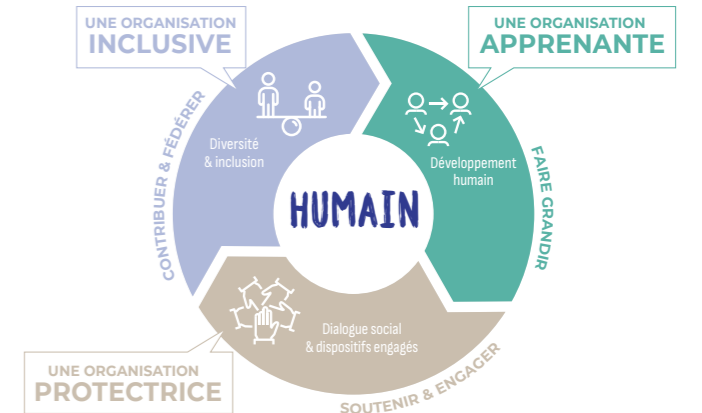 UNE ORGANISATION
INCLUSIVE
UNE ORGANISATION
APPRENANTE
CONTRIBUER & FÉDÉRER
Diversité
& inclusion
Développement
humain
FAIRE GRANDIR
HUMAIN
Dialogue social
& dispositifs engagés
UNE ORGANISATION
PROTECTRICE
SOUTENIR & ENGAGER